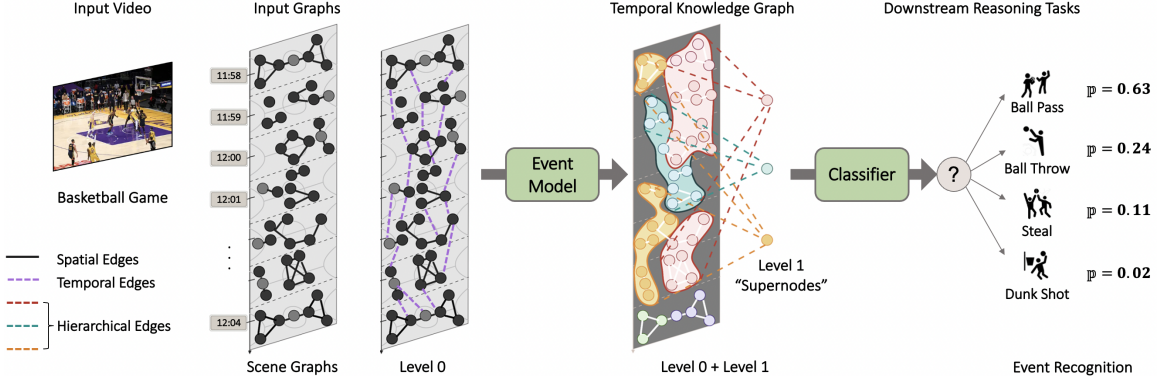 Input Video
Input Graphs
Temporal Knowledge Graph
Downstream Reasoning Tasks
11:58
11:59
12:00
12:01
12:04
Basketball Game
Spatial Edges
Temporal Edges
Hierarchical Edges
Scene Graphs
Level 0
Event
Model
Level 1
“Supernodes”
Level 0 + Level 1
Classifier
?
Ball Pass
ℙ = 0.63
Ball Throw
ℙ = 0.24
Steal
ℙ = 0.11
Dunk Shot
ℙ = 0.02
Event Recognition